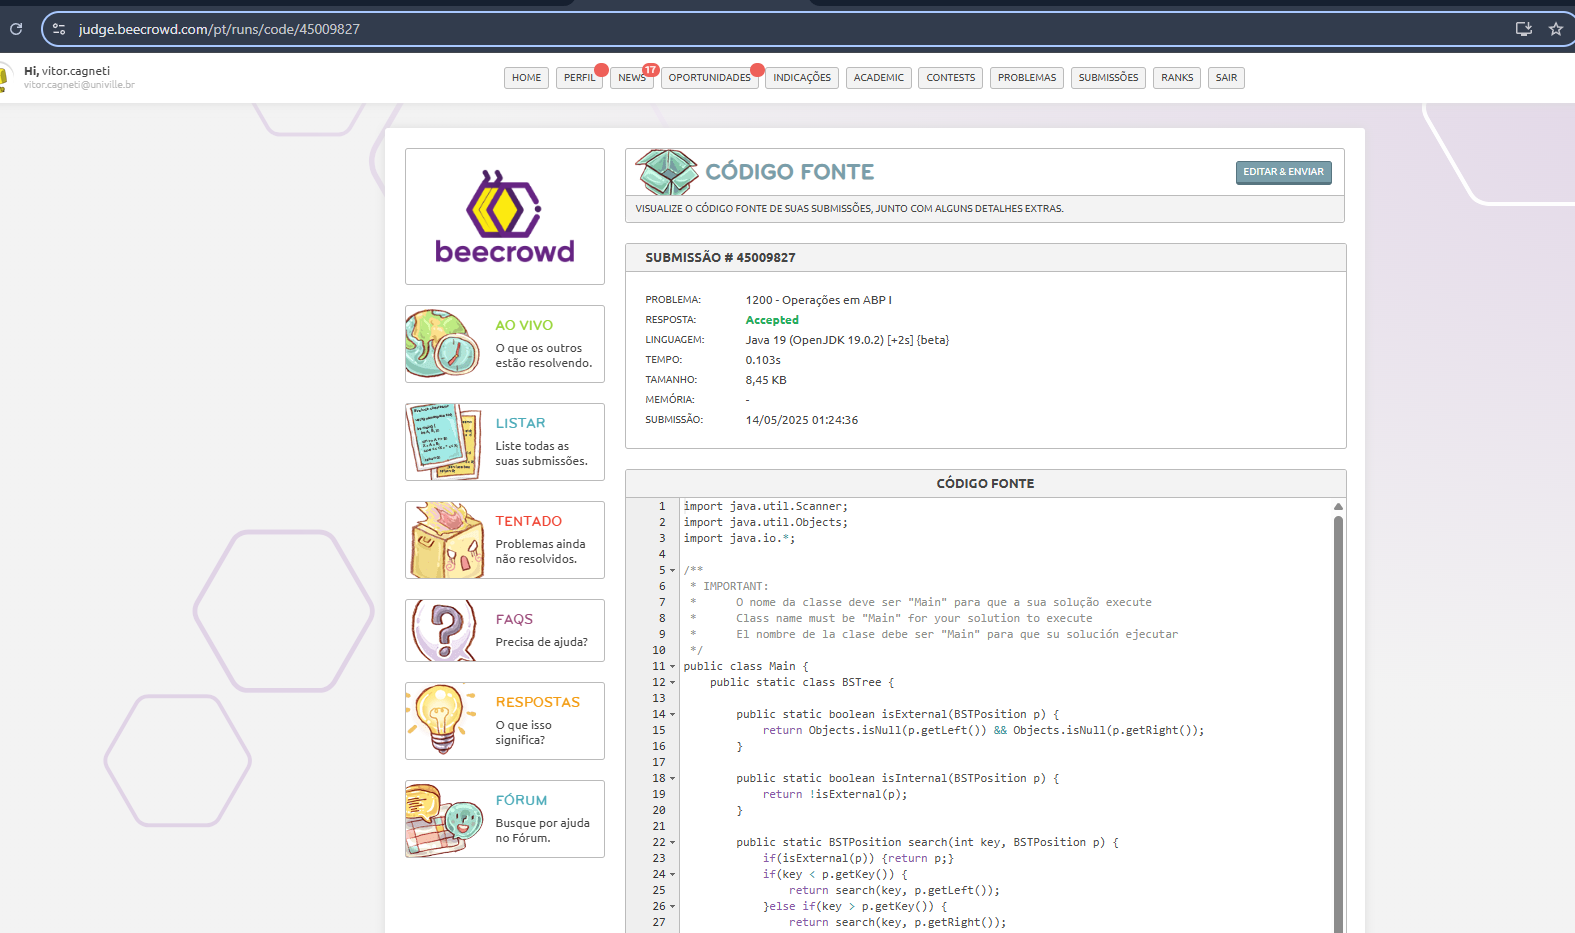 judge.beecrowd.com/pt/runs/code/45009827
Hi, vitor.cagneti
vitor.cagneti@univille.br
HOME
PERFIL
NEWS
17
OPORTUNIDADES
INDICAÇÕES
ACADEMIC
CONTESTS
PROBLEMAS
SUBMISSÕES
RANKS
SAIR
beecrowd
AO VIVO
O que os outros
estão resolvendo.
LISTAR
Liste todas as
suas submissões.
TENTADO
Problemas ainda
não resolvidos.
FAQS
Precisa de ajuda?
RESPOSTAS
O que isso
significa?
FÓRUM
Busque por ajuda
no Fórum.
CÓDIGO FONTE
EDITAR & ENVIAR
VISUALIZE O CÓDIGO FONTE DE SUAS SUBMISSÕES, JUNTO COM ALGUNS DETALHES EXTRAS.
SUBMISSÃO # 45009827
PROBLEMA: 1200 - Operações em ABP I
RESPOSTA: Accepted
LINGUAGEM: Java 19 (OpenJDK 19.0.2) [+2s] {beta}
TEMPO: 0.103s
TAMANHO: 8,45 KB
MEMÓRIA: -
SUBMISSÃO: 14/05/2025 01:24:36
CÓDIGO FONTE
1 import java.util.Scanner;
2 import java.util.Objects;
3 import java.io.*;
4
5 /**
6 * IMPORTANT:
7 * O nome da classe deve ser "Main" para que a sua solução execute
8 * Class name must be "Main" for your solution to execute
9 * El nombre de la clase debe ser "Main" para que su solución ejecutar
10 */
11 public class Main {
12 public static class BSTree {
13
14 public static boolean isExternal(BSTPosition p) {
15 return Objects.isNull(p.getLeft()) && Objects.isNull(p.getRight());
16 }
17
18 public static boolean isInternal(BSTPosition p) {
19 return !isExternal(p);
20 }
21
22 public static BSTPosition search(int key, BSTPosition p) {
23 if(isExternal(p)) {return p;}
24 if(key < p.getKey()) {
25 return search(key, p.getLeft());
26 }else if(key > p.getKey()) {
27 return search(key, p.getRight());